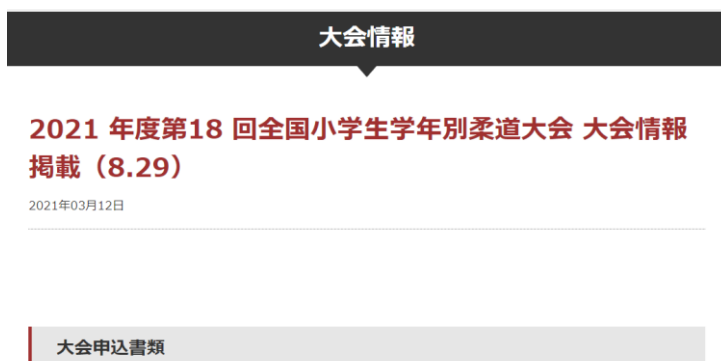 大会情報
2021 年度第18 回全国小学生学年別柔道大会 大会情報
掲載（8.29）
2021年03月12日
大会申込書類